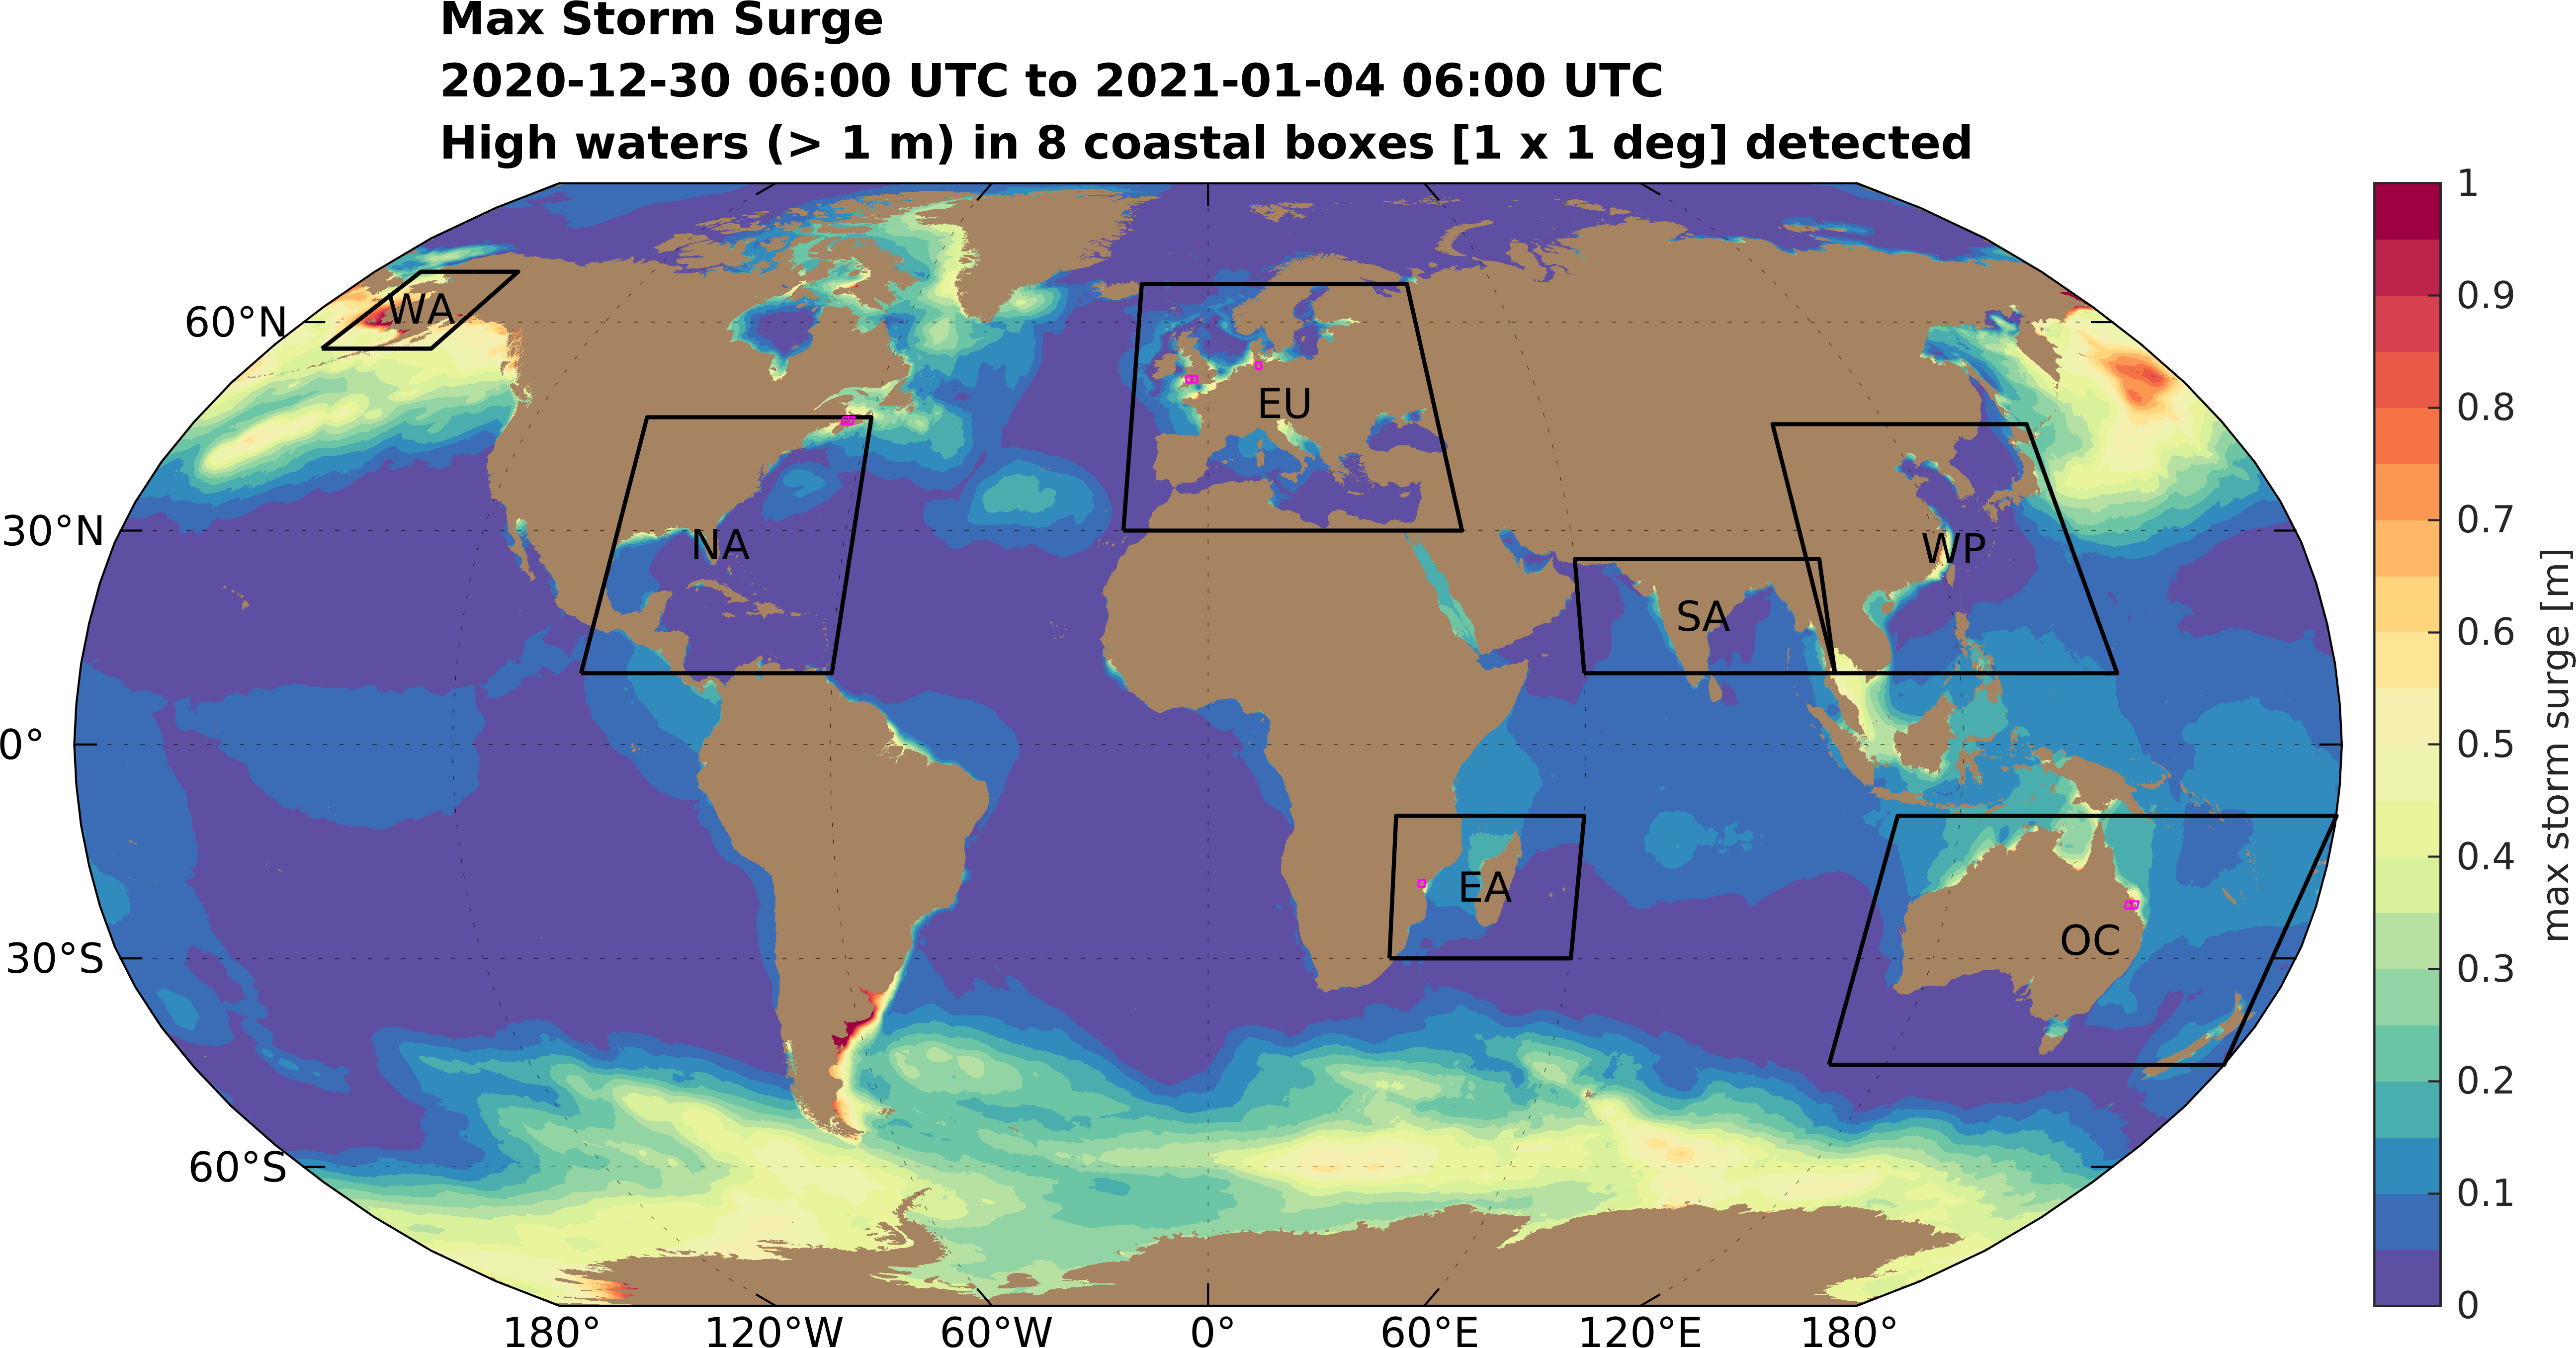 Max Storm Surge
2020-12-30 06:00 UTC to 2021-01-04 06:00 UTC
High waters (> 1 m) in 8 coastal boxes [1 x 1 deg] detected
60°N
30°N
0°
30°S
60°S
WA
NA
EU
SA
WP
EA
OC
180°
120°W
60°W
0°
60°E
120°E
180°
1
0.9
0.8
0.7
0.6
0.5
0.4
0.3
0.2
0.1
0
max storm surge [m]